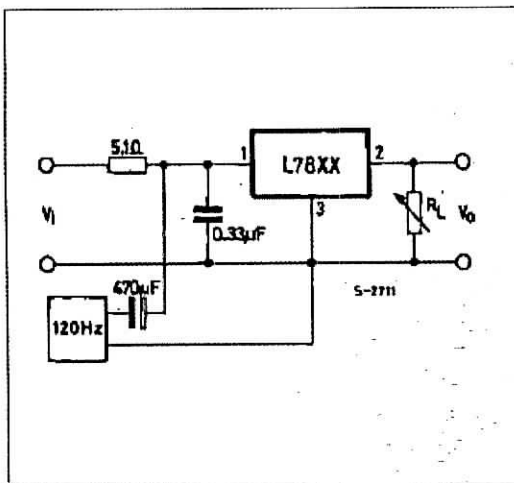 5.1Ω
1
L78XX
2
3
Vi
0.33µF
RL
Vo
470µF
S-2711
120Hz